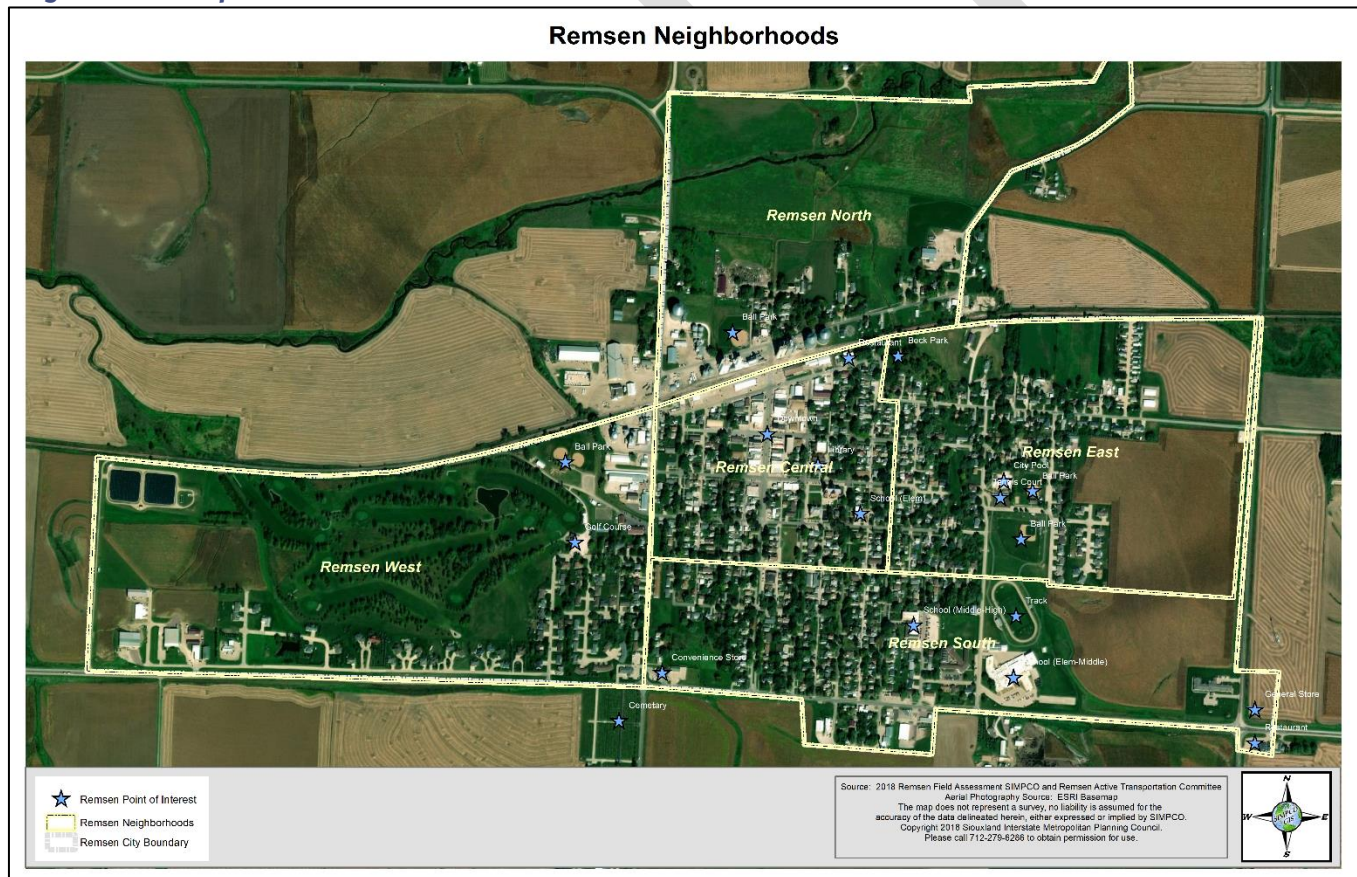 Remsen Neighborhoods
Remsen North
Ball Park
Restaurant
Beck Park
Downtown
Ball Park
Library
Remsen Central
Remsen East
City Pool
Ball Park
Tennis Court
School (Elem)
Golf Course
Ball Park
Remsen West
Track
School (Middle-High)
Remsen South
Convenience Store
School (Elem-Middle)
General Store
Cemetary
Restaurant
Remsen Point of Interest
Remsen Neighborhoods
Remsen City Boundary
Source: 2018 Remsen Field Assessment SIMPCO and Remsen Active Transportation Committee
Aerial Photography Source: ESRI Basemap
The map does not represent a survey, no liability is assumed for the
accuracy of the data delineated herein, either expressed or implied by SIMPCO.
Copyright 2018 Siouxland Interstate Metropolitan Planning Council.
Please call 712-279-6286 to obtain permission for use.
N
W
E
SIMPCO
GIS
S